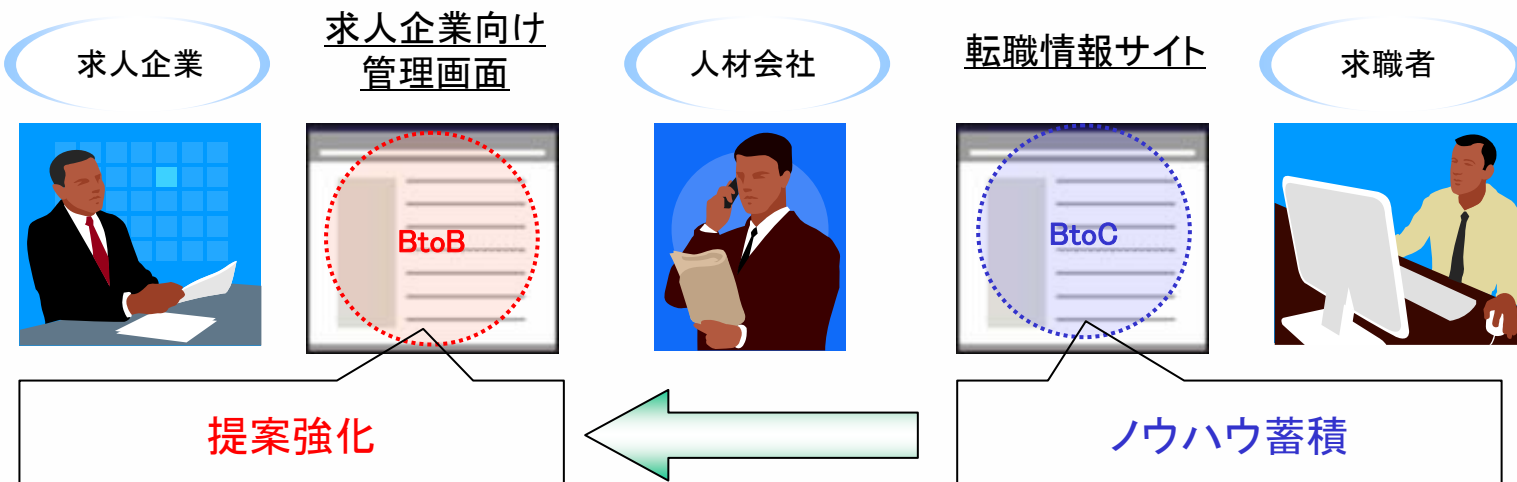 求人企業
求人企業向け
管理画面
人材会社
転職情報サイト
求職者
BtoB
BtoC
提案強化
ノウハウ蓄積